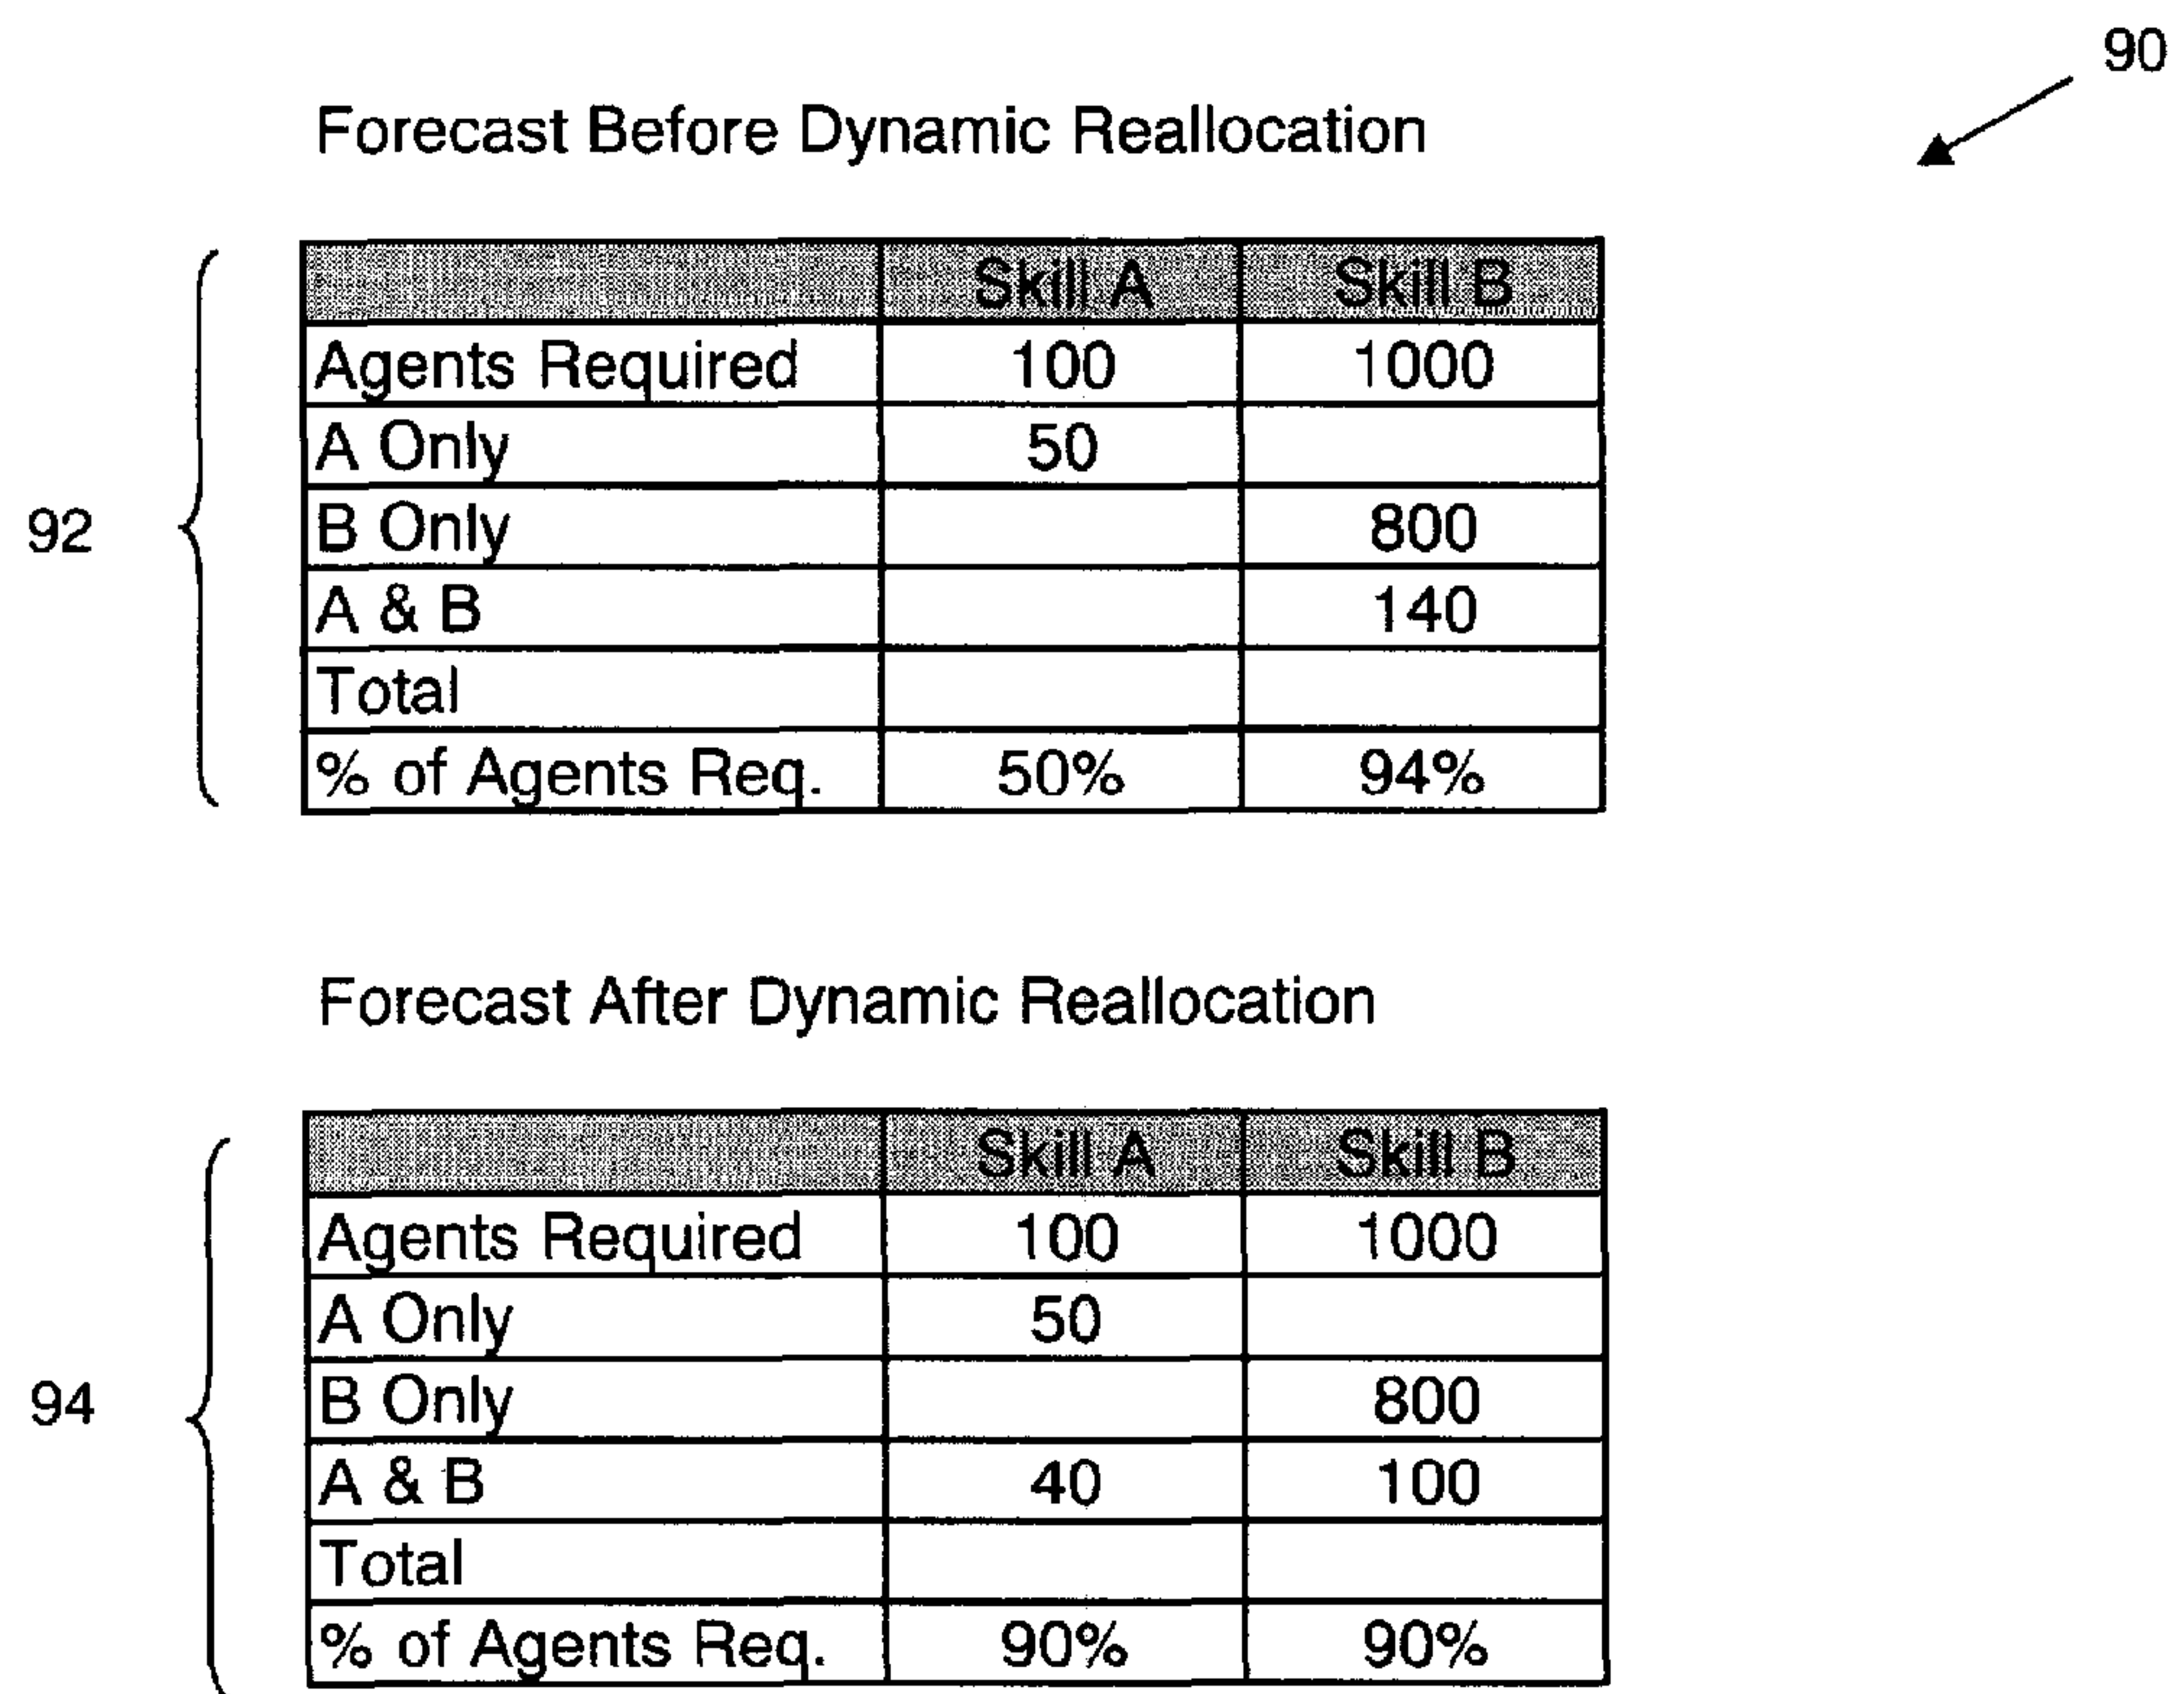 90
Forecast Before Dynamic Reallocation
Skill A Skill B
Agents Required 100 1000
A Only 50
92
B Only 800
A & B 140
Total
% of Agents Req. 50% 94%
Forecast After Dynamic Reallocation
Skill A Skill B
Agents Required 100 1000
A Only 50
94
B Only 800
A & B 40 100
Total
% of Agents Req. 90% 90%